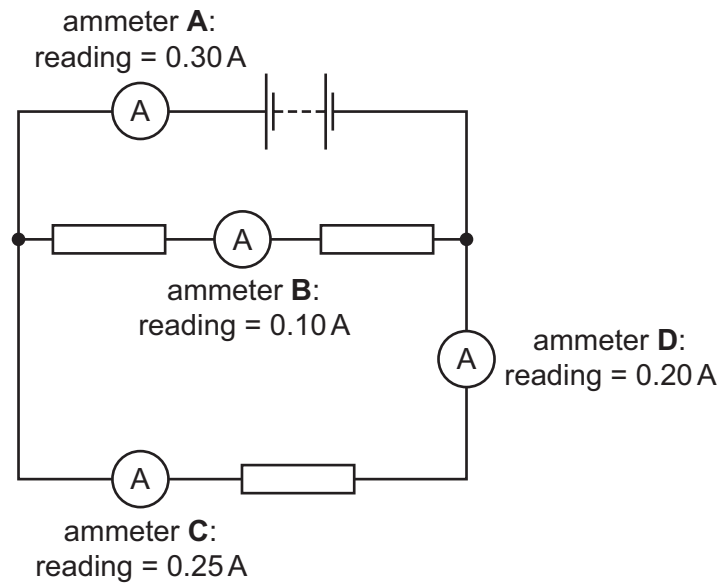 ammeter A:
reading = 0.30 A
A
A
ammeter B:
reading = 0.10 A
A
ammeter D:
reading = 0.20 A
A
ammeter C:
reading = 0.25 A